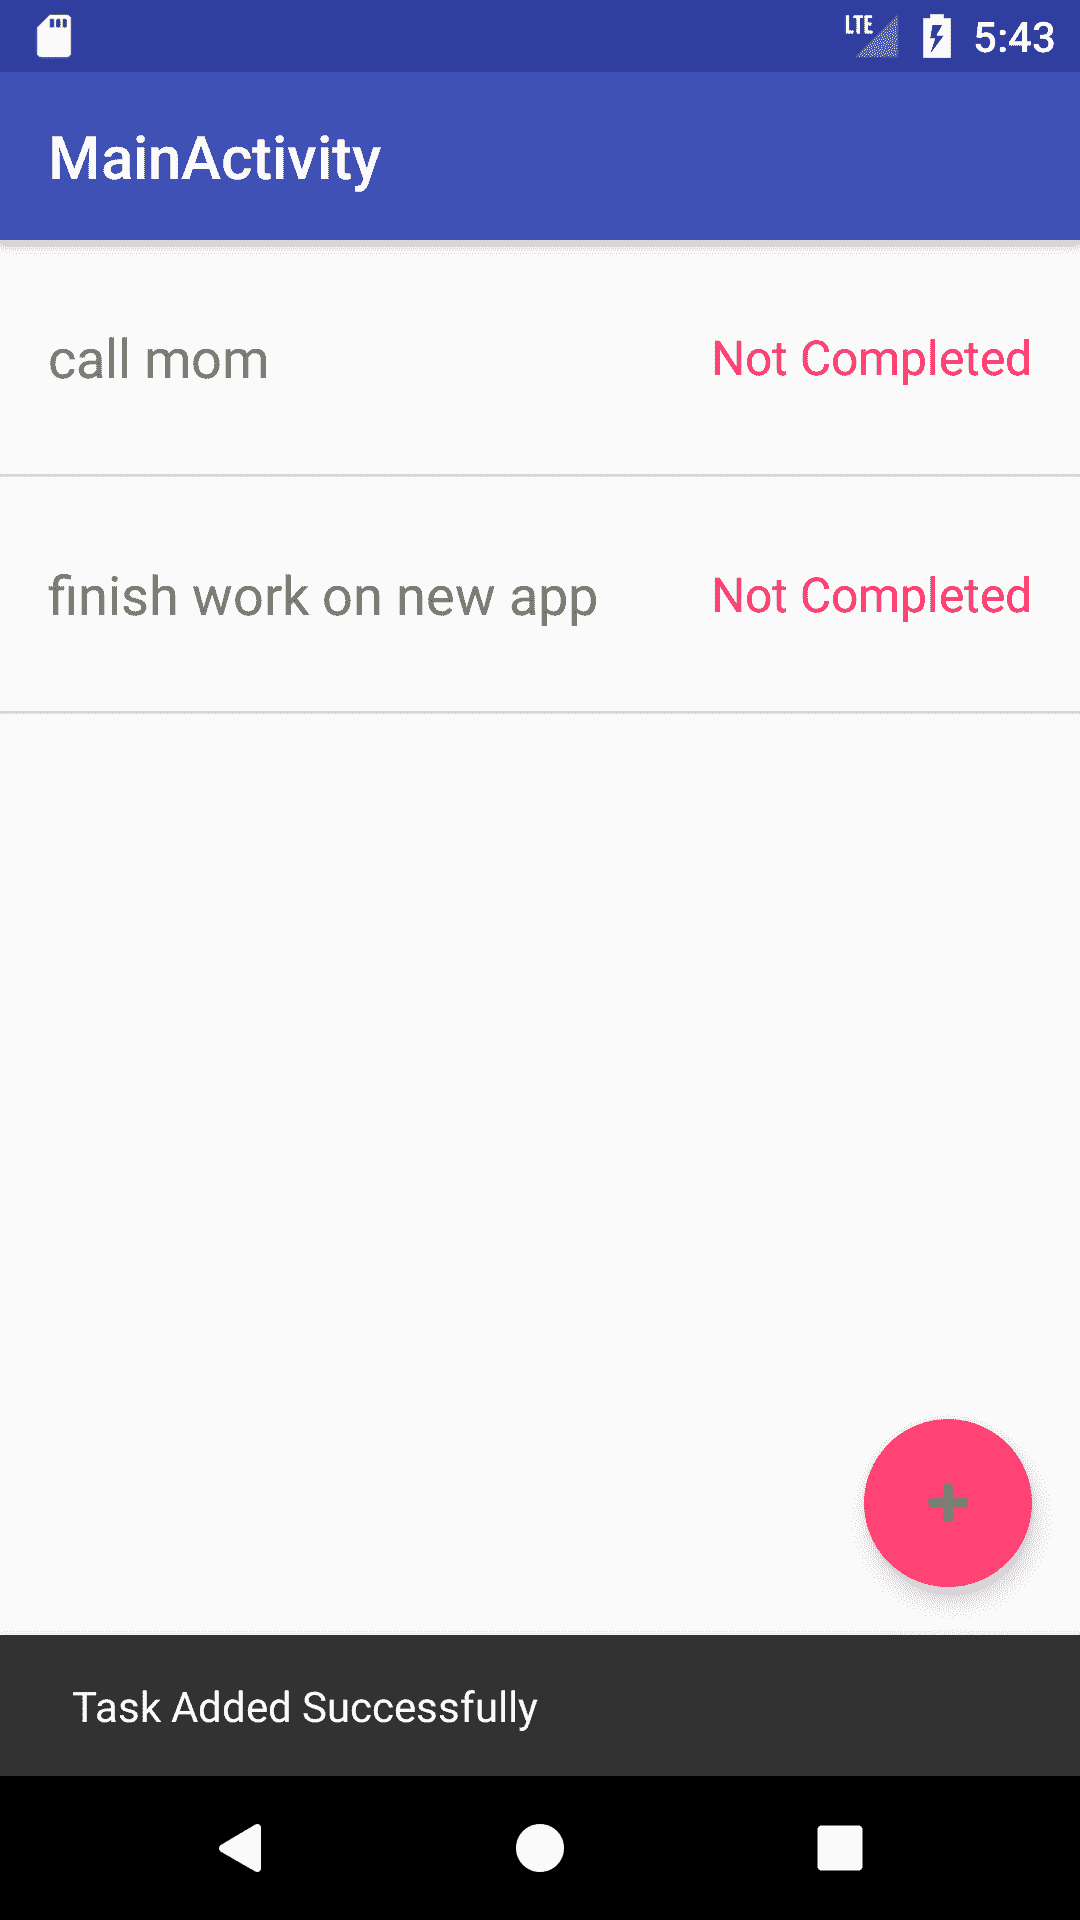 LTE 5:43
MainActivity
call mom Not Completed
finish work on new app Not Completed
Task Added Successfully